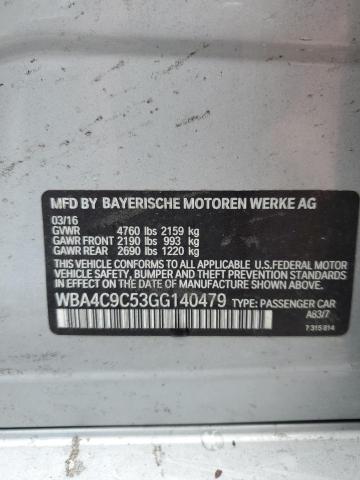 MFD BY BAYERISCHE MOTOREN WERKE AG
03/16
GVWR 4760 lbs 2159 kg
GAWR FRONT 2190 lbs 993 kg
GAWR REAR 2690 lbs 1220 kg
THIS VEHICLE CONFORMS TO ALL APPLICABLE U.S.FEDERAL MOTOR
VEHICLE SAFETY, BUMPER AND THEFT PREVENTION STANDARDS
IN EFFECT ON THE DATE OF MANUFACTURE SHOWN ABOVE.
WBA4C9C53GG140479 TYPE: PASSENGER CAR
A83/7
7 315 814